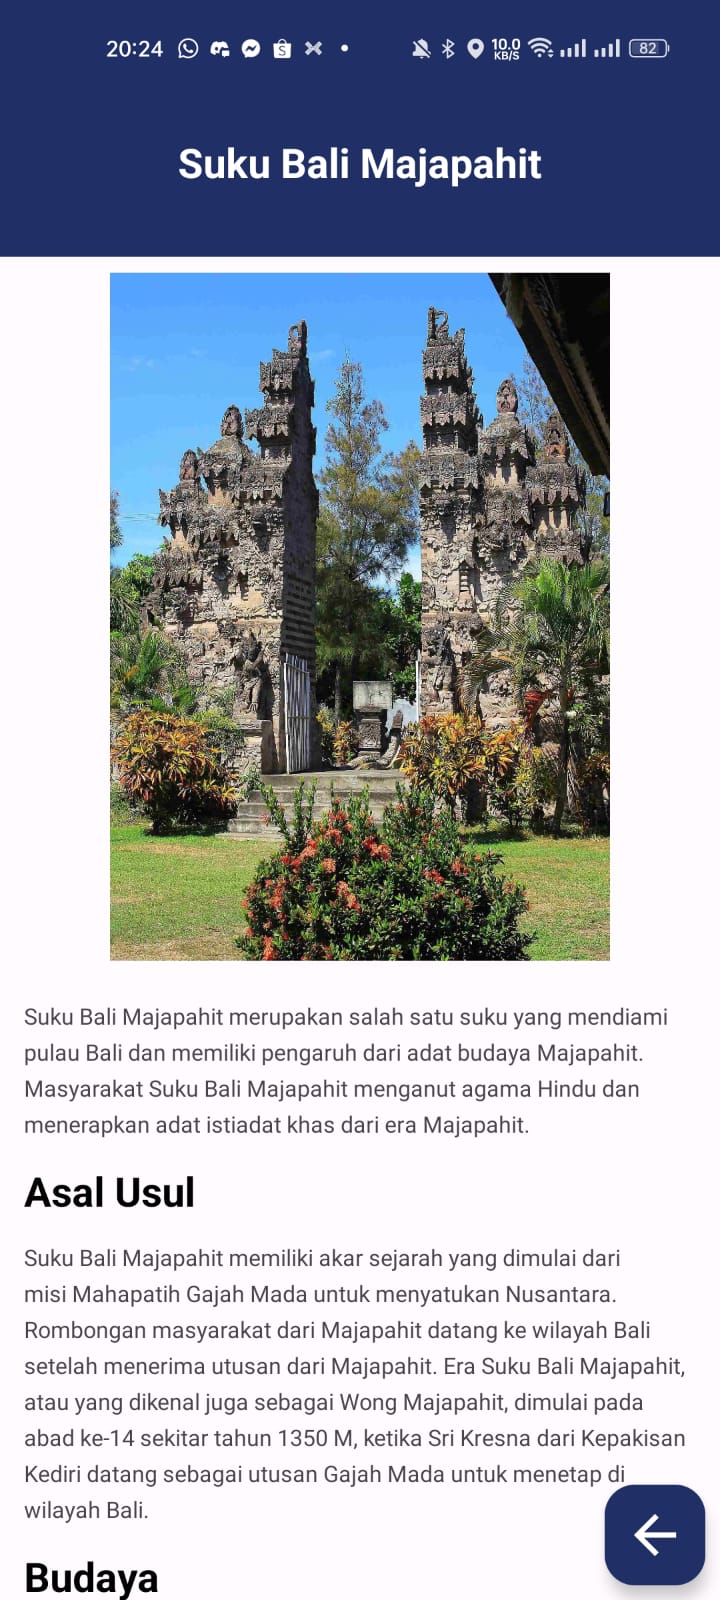 20:24
10.0
KB/S
82
Suku Bali Majapahit
Suku Bali Majapahit merupakan salah satu suku yang mendiami
pulau Bali dan memiliki pengaruh dari adat budaya Majapahit.
Masyarakat Suku Bali Majapahit menganut agama Hindu dan
menerapkan adat istiadat khas dari era Majapahit.
Asal Usul
Suku Bali Majapahit memiliki akar sejarah yang dimulai dari
misi Mahapatih Gajah Mada untuk menyatukan Nusantara.
Rombongan masyarakat dari Majapahit datang ke wilayah Bali
setelah menerima utusan dari Majapahit. Era Suku Bali Majapahit,
atau yang dikenal juga sebagai Wong Majapahit, dimulai pada
abad ke-14 sekitar tahun 1350 M, ketika Sri Kresna dari Kepakisan
Kediri datang sebagai utusan Gajah Mada untuk menetap di
wilayah Bali.
Budaya